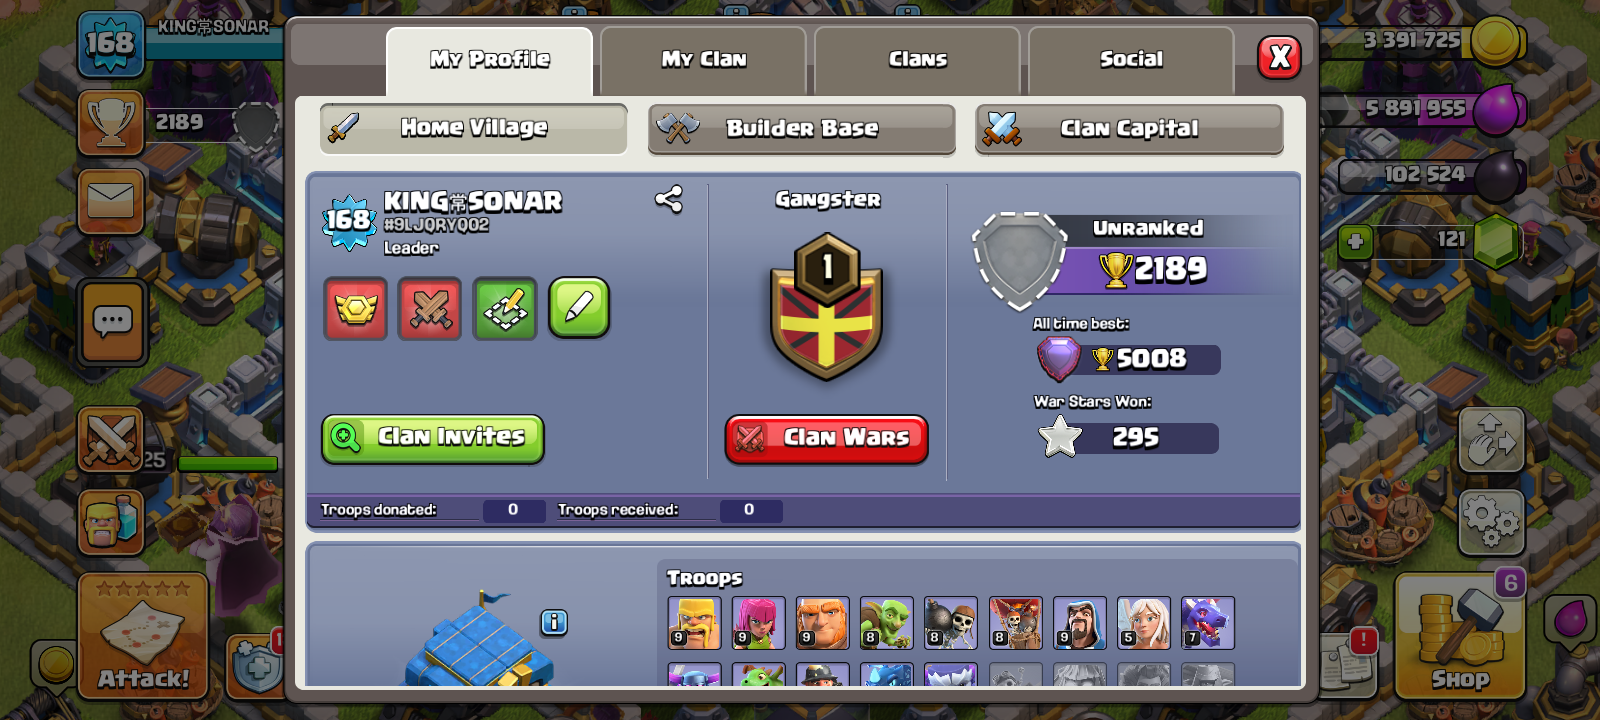 168
KING常SONAR
2189
25
Attack!
1
My Profile
My Clan
Clans
Social
X
Home Village
Builder Base
Clan Capital
168
KING常SONAR
#9LJQRYQ02
Leader
Clan Invites
Gangster
1
Clan Wars
Unranked
2189
All time best:
5008
War Stars Won:
295
Troops donated: 0
Troops received: 0
Troops
9 9 9 8 8 8 9 5 7
3 391 725
5 891 955
102 524
121
6
!
Shop